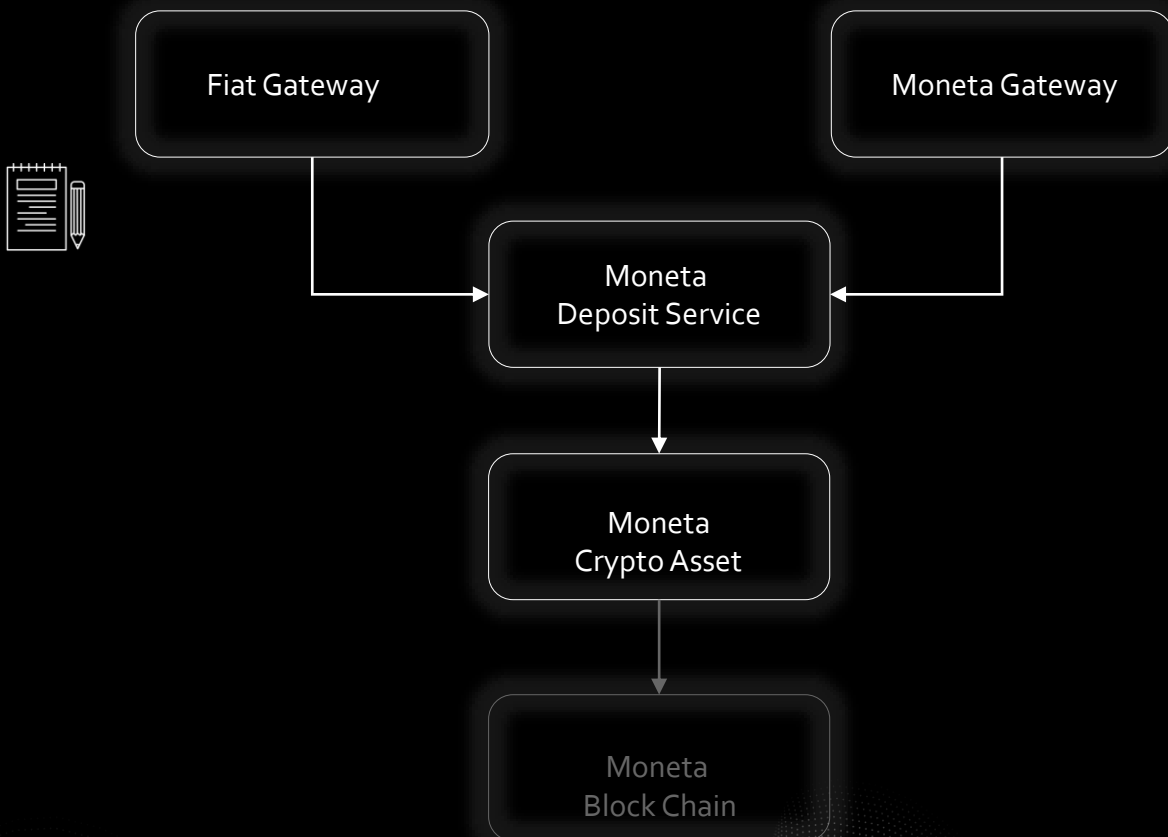 Fiat Gateway
Moneta Gateway
Moneta
Deposit Service
Moneta
Crypto Asset
Moneta
Block Chain